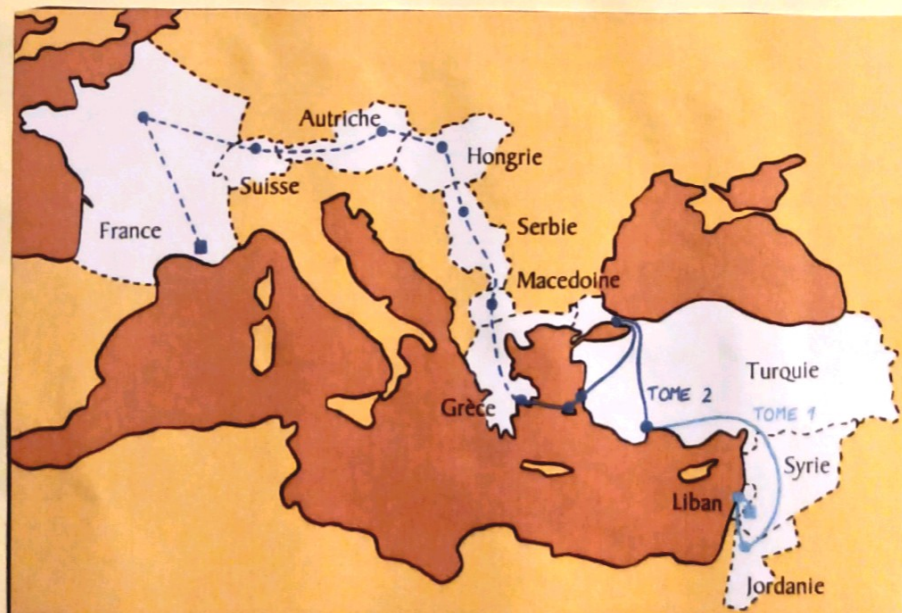 Autriche
Hongrie
Suisse
Serbie
France
Macedoine
Turquie
TOME 2
Grèce
TOME 1
Syrie
Liban
Jordanie